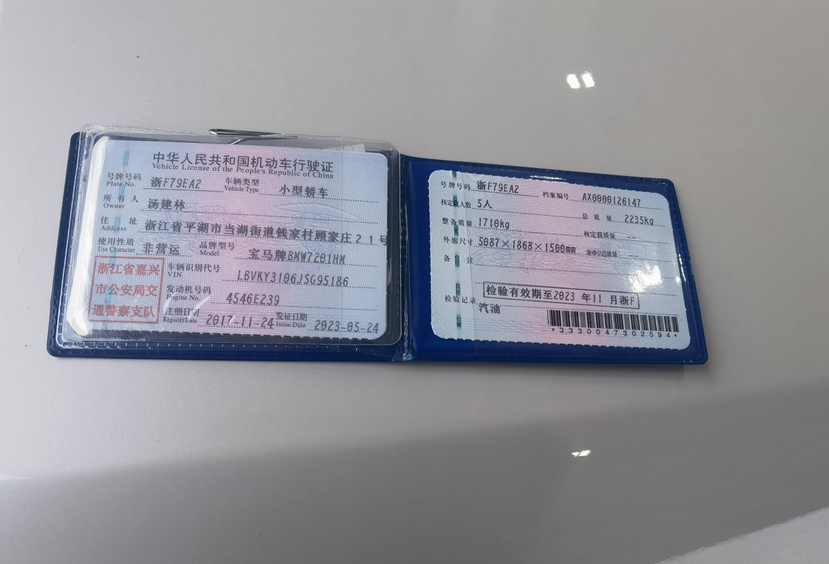 中华人民共和国机动车行驶证
Vehicle License of the People's Republic of China
号牌号码 浙F79EA2 车辆类型 小型轿车
Plate No. Vehicle Type
所有人 汤建林
Owner
住址 浙江省平湖市当湖街道钱家村顾家庄21号
Address
使用性质 非营运 品牌型号 宝马牌BMW7201HM
Use Character Model
浙江省嘉兴
市公安局交
通警察支队
车辆识别代号 LBVKY3106JSG95186
VIN
发动机号码 4546E239
Engine No.
注册日期 2017-11-24 发证日期 2023-05-24
Register Date Issue Date
号牌号码 浙F79EA2 档案编号 AX0000126147
核定载人数 5人 总质量 2235kg
整备质量 1710kg 核定载质量 --
外廓尺寸 5087×1868×1500mm 准牵引总质量 --
备注
检验有效期至2023年11月浙F
检验记录 汽油
*3330047302594*